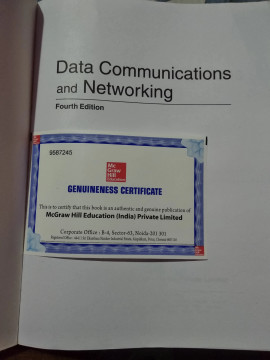 Data Communications
and Networking
Fourth Edition
5587245
Mc
Graw
Hill
Education
GENUINENESS CERTIFICATE
This is to certify that this book is an authentic and genuine publication of
McGraw Hill Education (India) Private Limited
Corporate Office : B-4, Sector-63, Noida 201 301